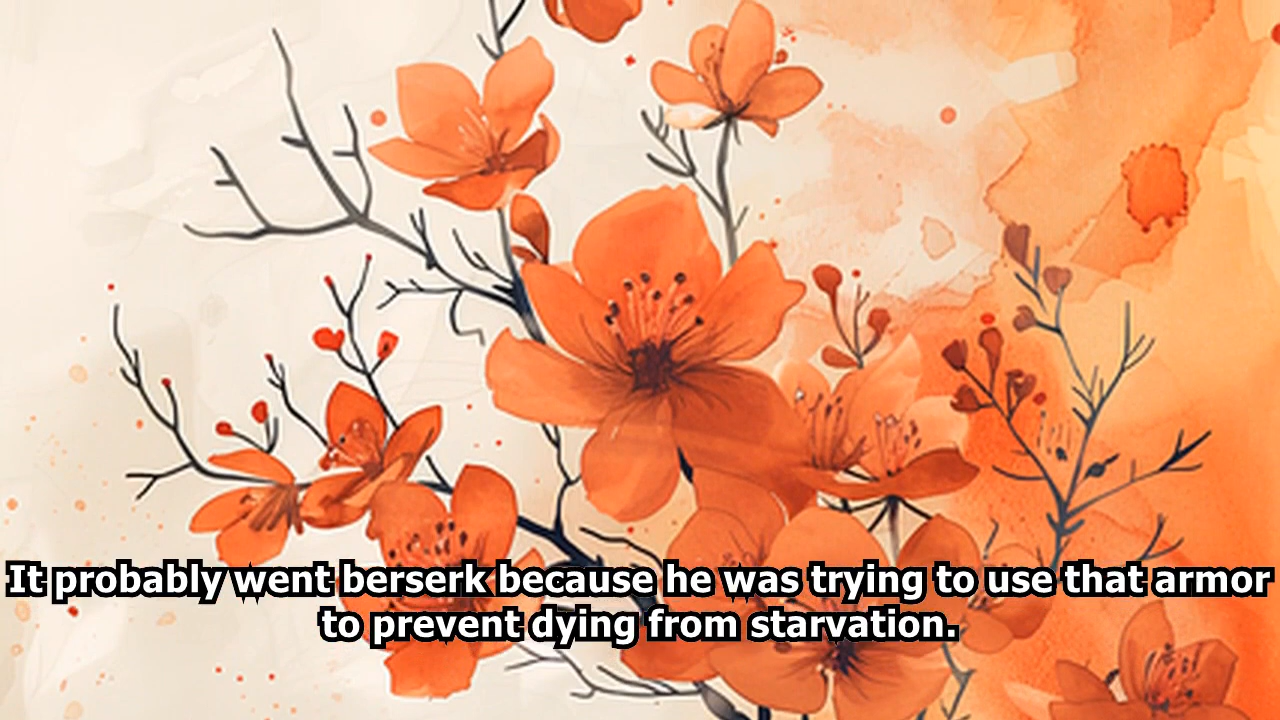 It probably went berserk because he was trying to use that armor
to prevent dying from starvation.